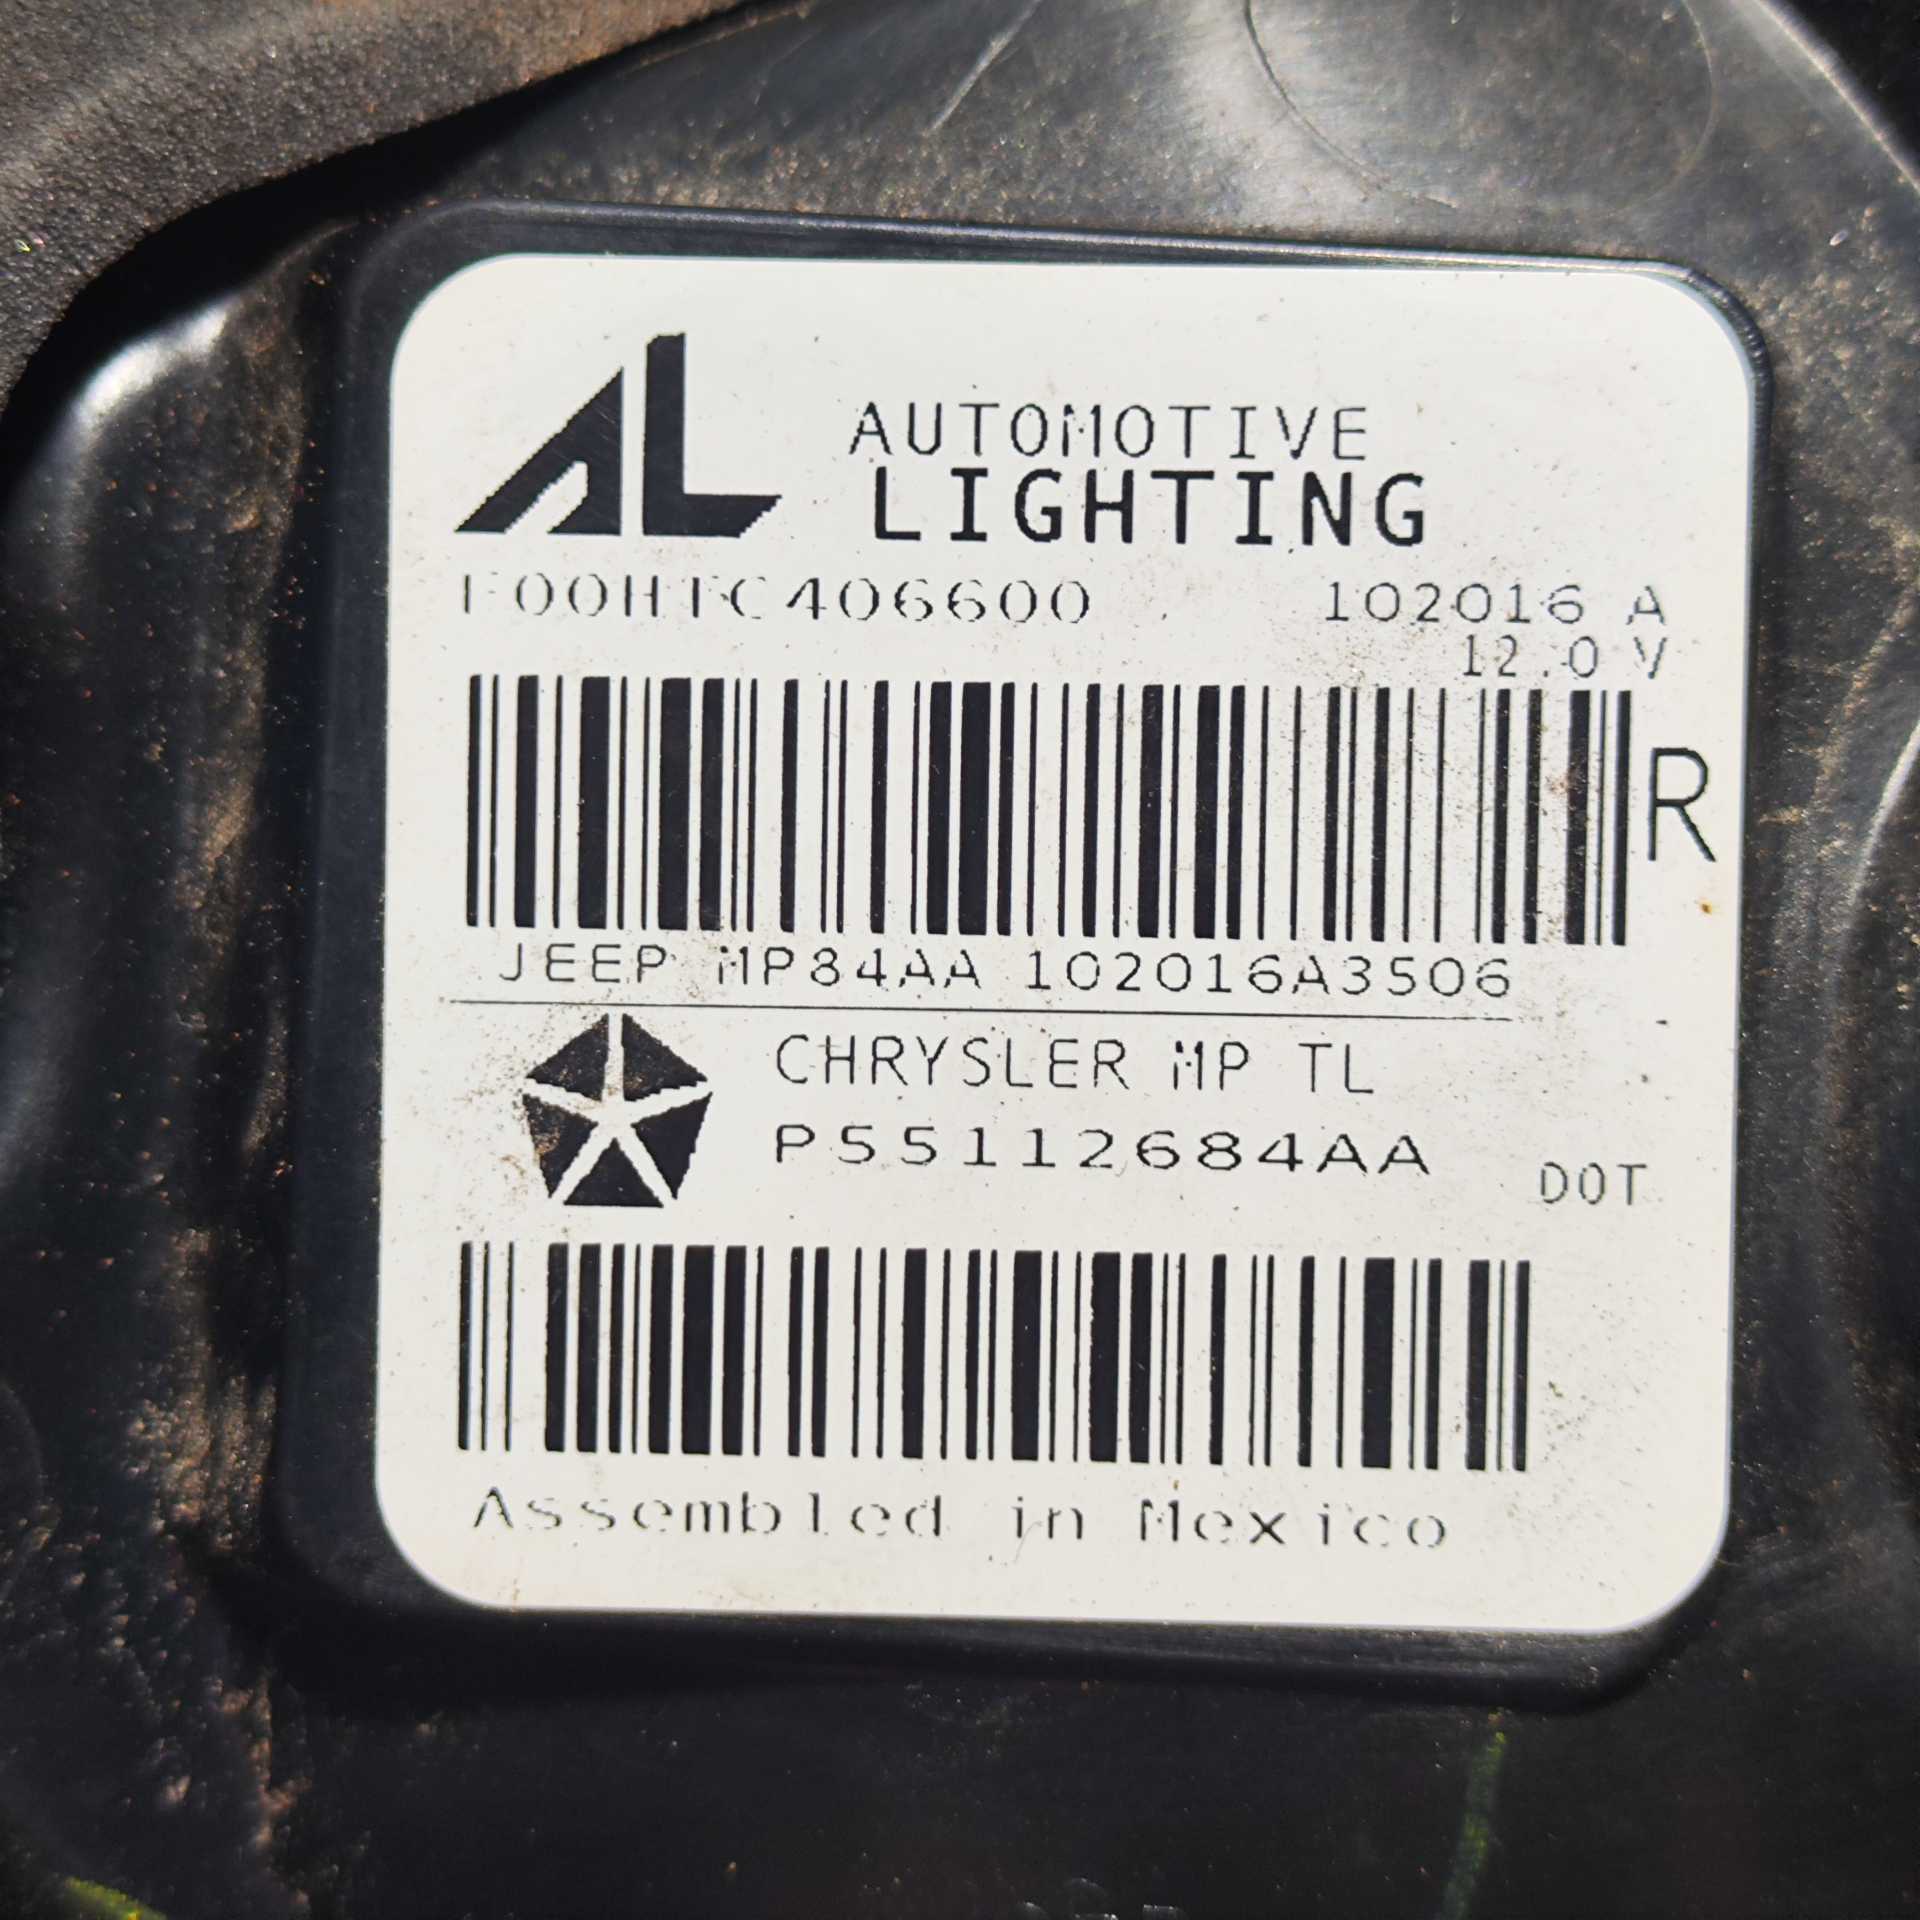 AL AUTOMOTIVE
LIGHTING
F00HTC406600 102016 A
12.0 V
R
JEEP MP84AA 102016A3506
CHRYSLER MP TL
P55112684AA
DOT
Assembled in Mexico